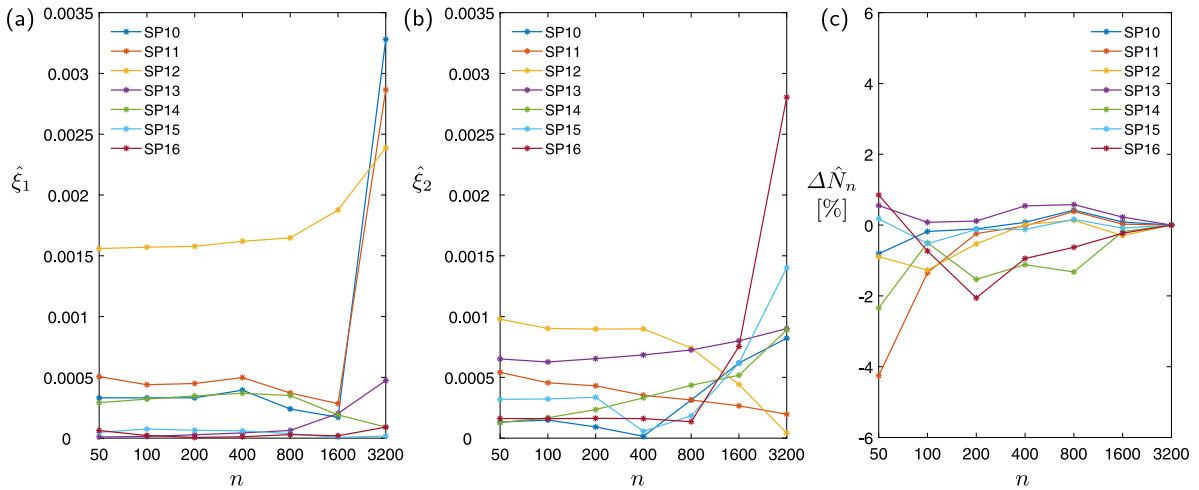 (a)
0.0035
0.003
0.0025
0.002
0.0015
0.001
0.0005
0
ξ̂₁
SP10
SP11
SP12
SP13
SP14
SP15
SP16
50 100 200 400 800 1600 3200
n
(b)
0.0035
0.003
0.0025
0.002
0.0015
0.001
0.0005
0
ξ̂₂
SP10
SP11
SP12
SP13
SP14
SP15
SP16
50 100 200 400 800 1600 3200
n
(c)
6
4
2
0
-2
-4
-6
ΔN̂ₙ
[%]
SP10
SP11
SP12
SP13
SP14
SP15
SP16
50 100 200 400 800 1600 3200
n